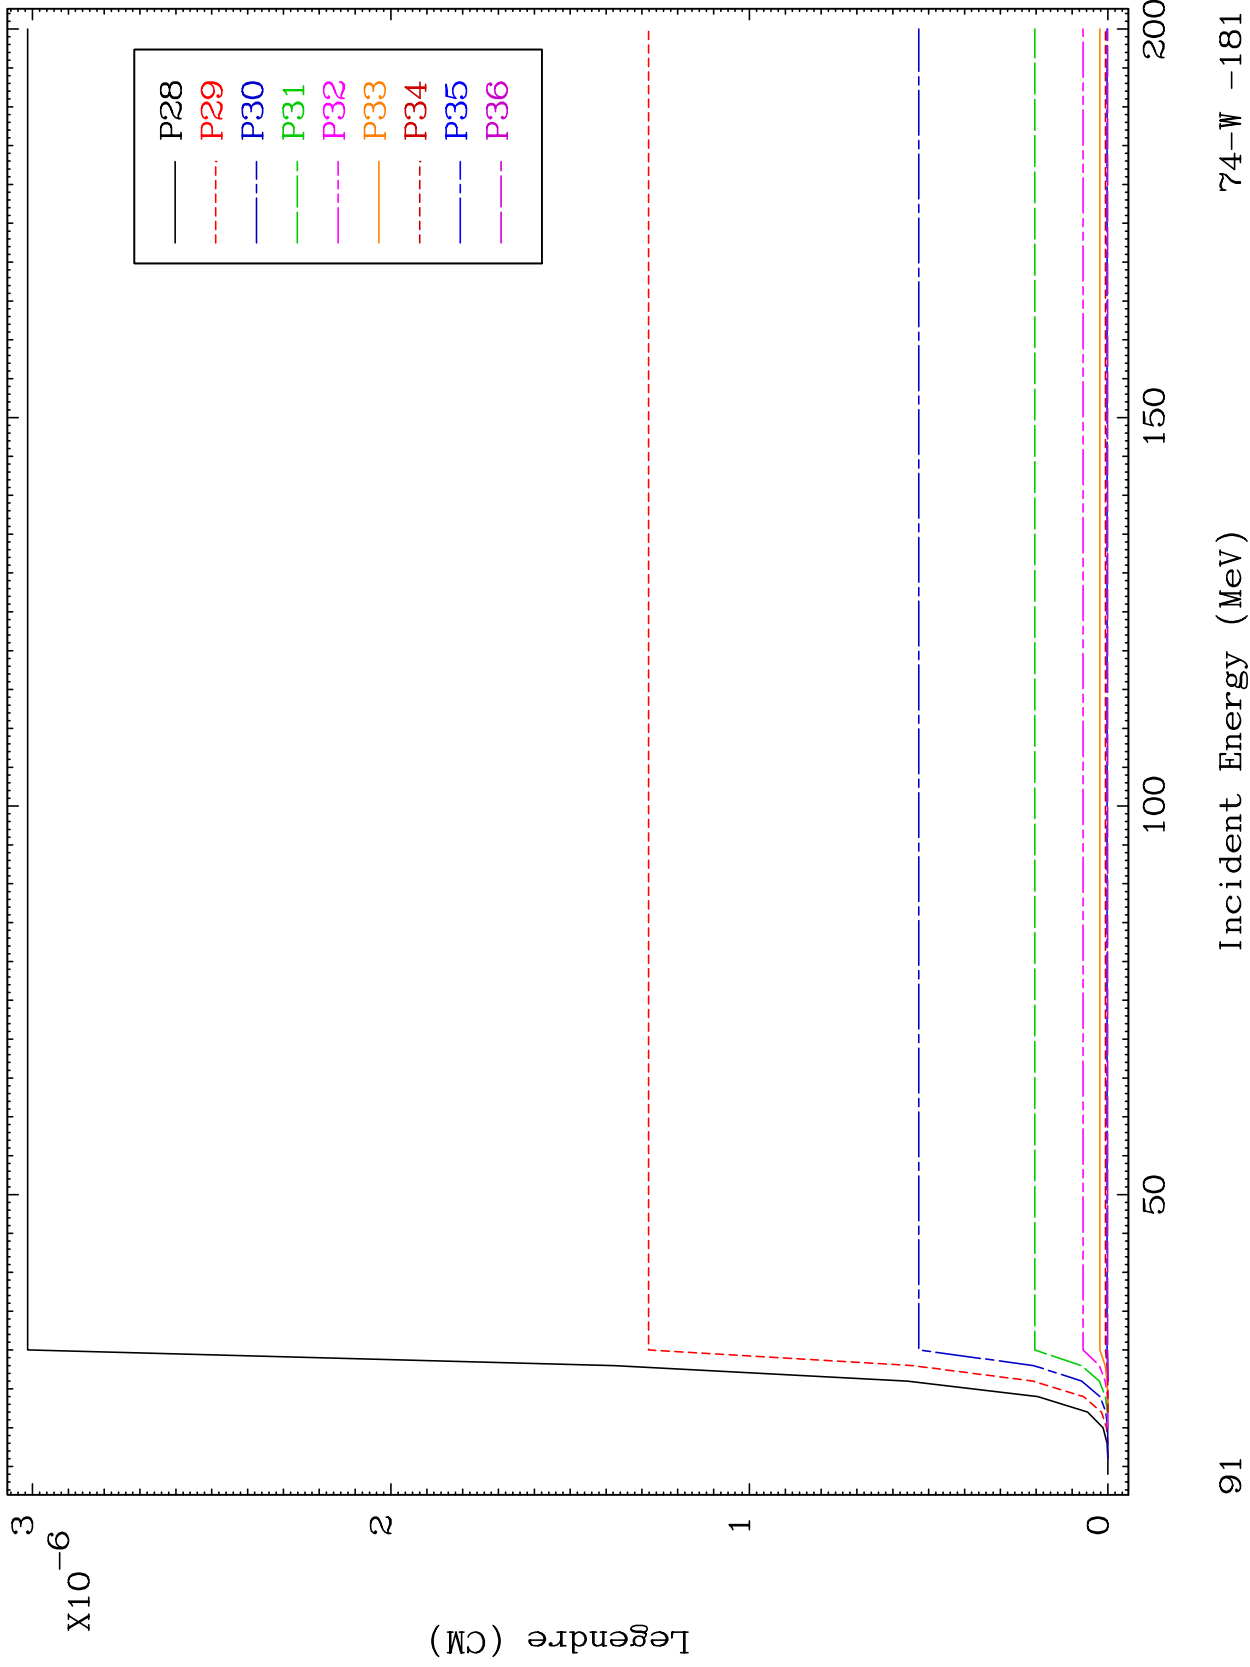 3
X10
-6
2
1
0
Legendre (CM)
P28
P29
P30
P31
P32
P33
P34
P35
P36
50
100
150
200
Incident Energy (MeV)
91
74-W -181